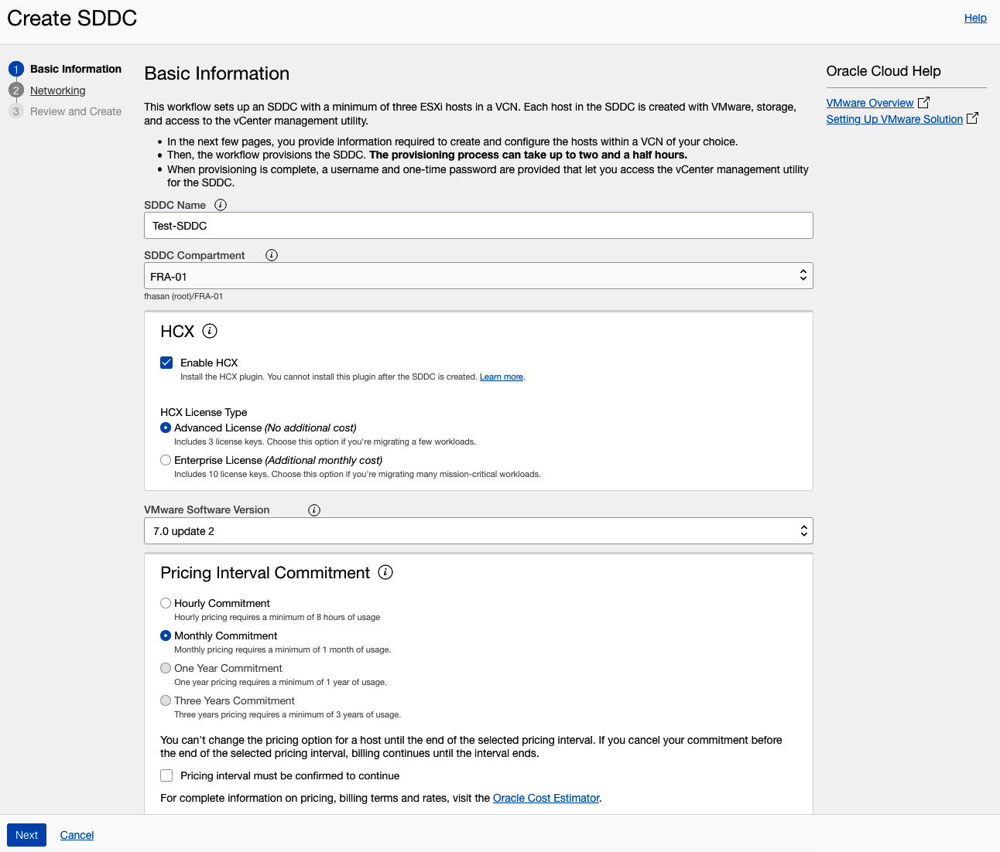 Create SDDC
Help
1 Basic Information
2 Networking
3 Review and Create
Basic Information
This workflow sets up an SDDC with a minimum of three ESXi hosts in a VCN. Each host in the SDDC is created with VMware, storage,
and access to the vCenter management utility.
• In the next few pages, you provide information required to create and configure the hosts within a VCN of your choice.
• Then, the workflow provisions the SDDC. The provisioning process can take up to two and a half hours.
• When provisioning is complete, a username and one-time password are provided that let you access the vCenter management utility
for the SDDC.
SDDC Name i
Test-SDDC
SDDC Compartment i
FRA-01
fhasan (root)/FRA-01
HCX i
Enable HCX
Install the HCX plugin. You cannot install this plugin after the SDDC is created. Learn more.
HCX License Type
Advanced License (No additional cost)
Includes 3 license keys. Choose this option if you're migrating a few workloads.
Enterprise License (Additional monthly cost)
Includes 10 license keys. Choose this option if you're migrating many mission-critical workloads.
VMware Software Version i
7.0 update 2
Pricing Interval Commitment i
Hourly Commitment
Hourly pricing requires a minimum of 8 hours of usage
Monthly Commitment
Monthly pricing requires a minimum of 1 month of usage.
One Year Commitment
One year pricing requires a minimum of 1 year of usage.
Three Years Commitment
Three years pricing requires a minimum of 3 years of usage.
You can't change the pricing option for a host until the end of the selected pricing interval. If you cancel your commitment before
the end of the selected pricing interval, billing continues until the interval ends.
Pricing interval must be confirmed to continue
For complete information on pricing, billing terms and rates, visit the Oracle Cost Estimator.
Oracle Cloud Help
VMware Overview
Setting Up VMware Solution
Next
Cancel